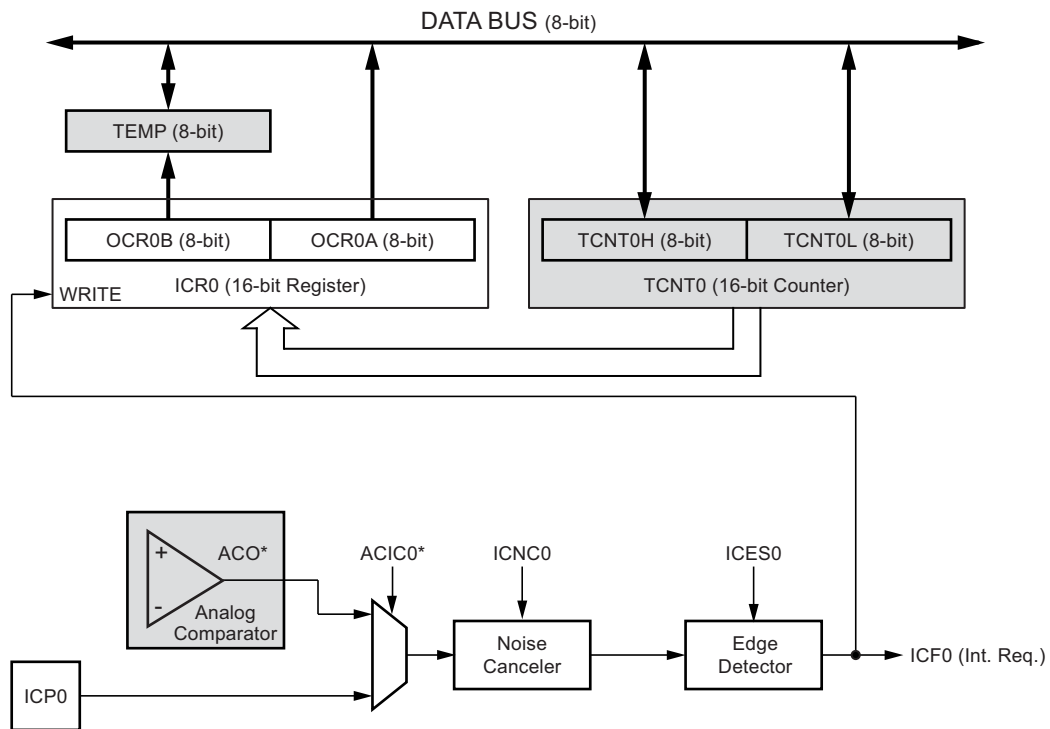 DATA BUS (8-bit)
TEMP (8-bit)
OCR0B (8-bit)
OCR0A (8-bit)
TCNT0H (8-bit)
TCNT0L (8-bit)
WRITE
ICR0 (16-bit Register)
TCNT0 (16-bit Counter)
+
-
ACO*
Analog
Comparator
ACIC0*
ICNC0
ICES0
Noise
Canceler
Edge
Detector
ICF0 (Int. Req.)
ICP0